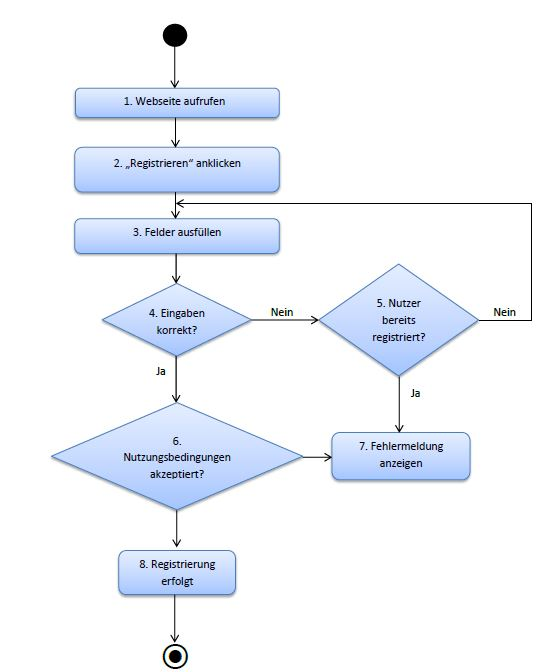 1. Webseite aufrufen
2. „Registrieren“ anklicken
3. Felder ausfüllen
4. Eingaben
korrekt?
Nein
5. Nutzer
bereits
registriert?
Nein
Ja
Ja
6.
Nutzungsbedingungen
akzeptiert?
7. Fehlermeldung
anzeigen
8. Registrierung
erfolgt